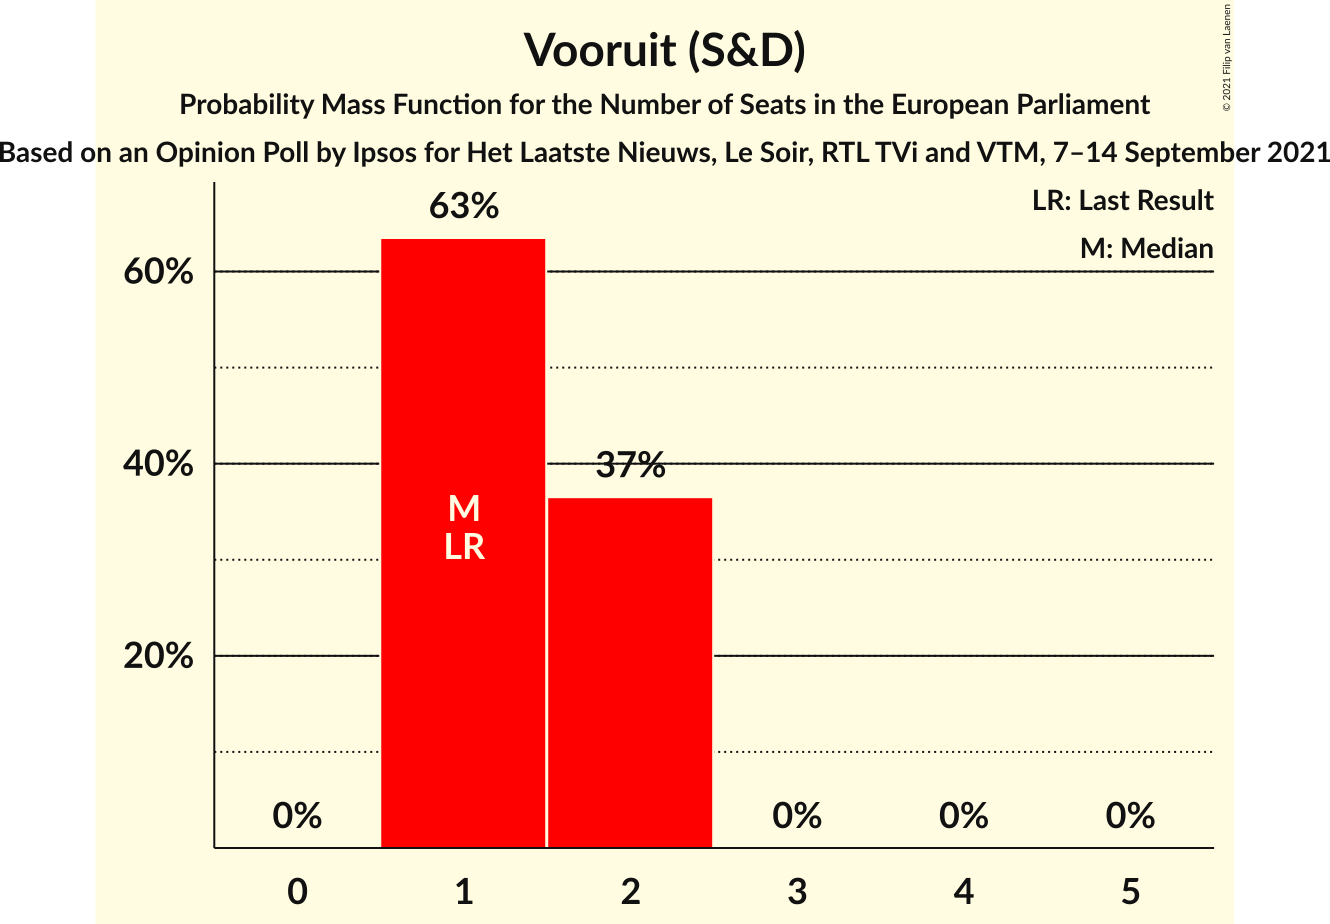 Vooruit (S&D)
Probability Mass Function for the Number of Seats in the European Parliament
Based on an Opinion Poll by Ipsos for Het Laatste Nieuws, Le Soir, RTL TVi and VTM, 7–14 September 2021
© 2021 Filip van Laenen
LR: Last Result
M: Median
63%
60%
40%
37%
M
LR
20%
0%
0%
0%
0%
0
1
2
3
4
5